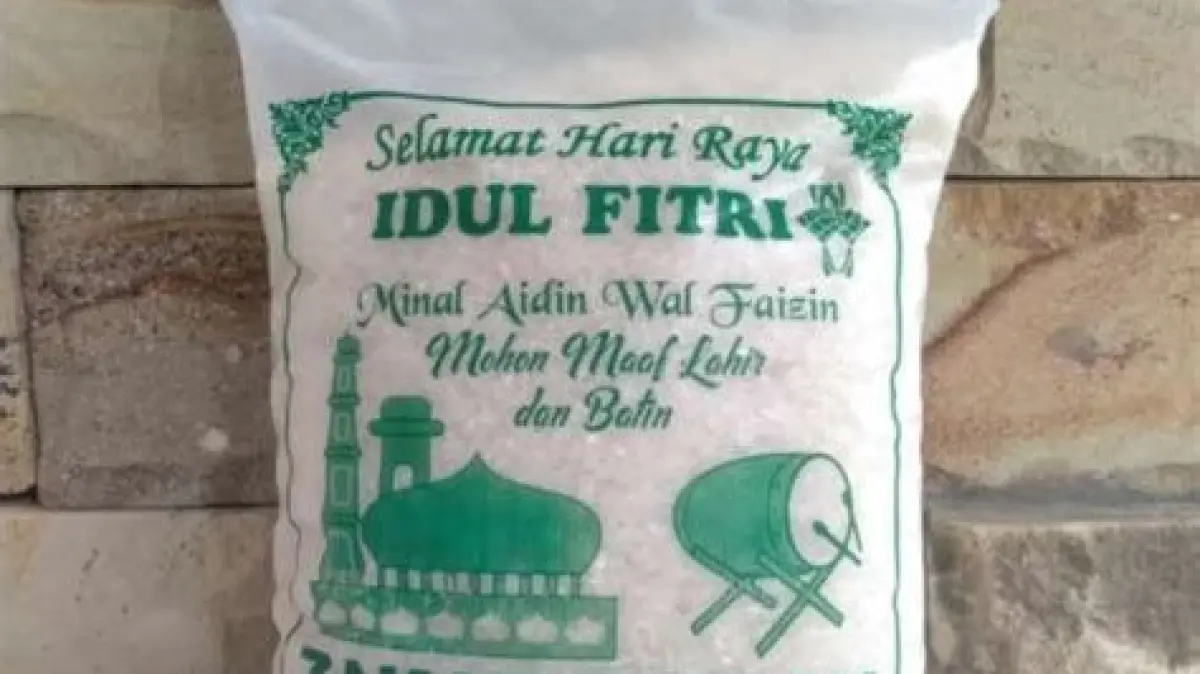 Selamat Hari Raya
IDUL FITRI
Minal Aidin Wal Faizin
Mohon Maaf Lahir
dan Batin